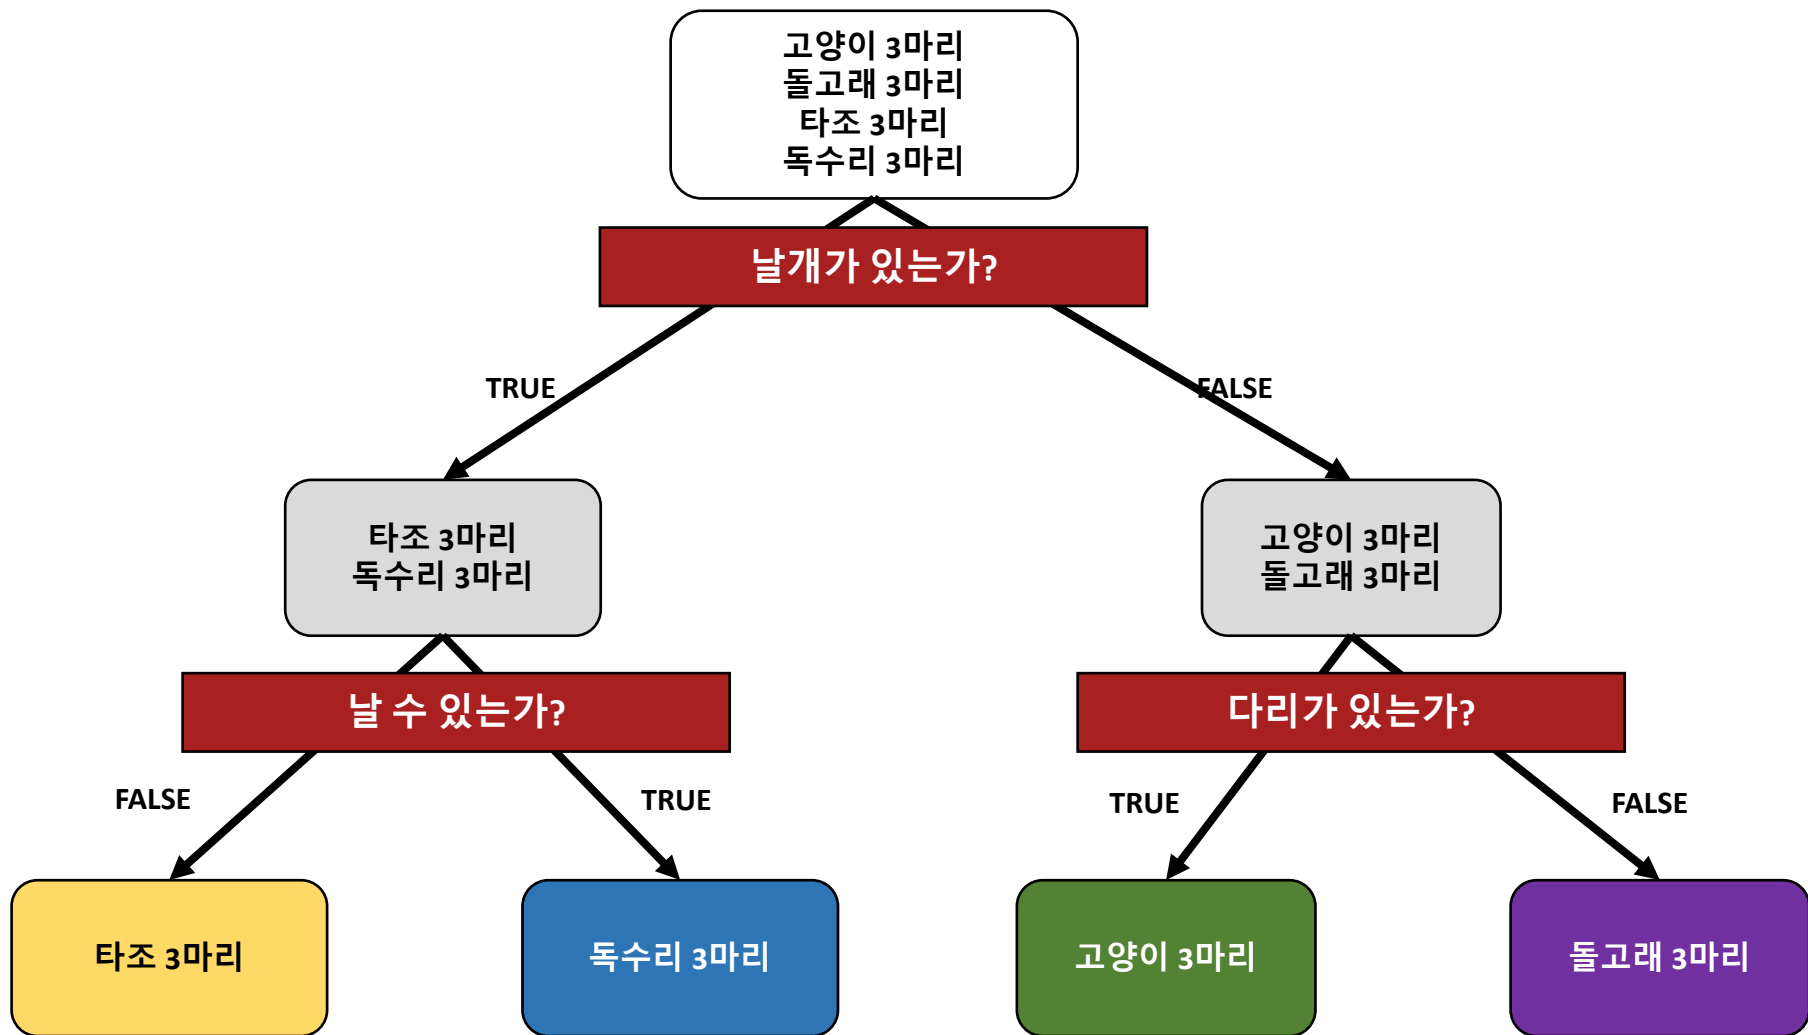 고양이 3마리
돌고래 3마리
타조 3마리
독수리 3마리
날개가 있는가?
TRUE
FALSE
타조 3마리
독수리 3마리
고양이 3마리
돌고래 3마리
날 수 있는가?
다리가 있는가?
FALSE
TRUE
TRUE
FALSE
타조 3마리
독수리 3마리
고양이 3마리
돌고래 3마리